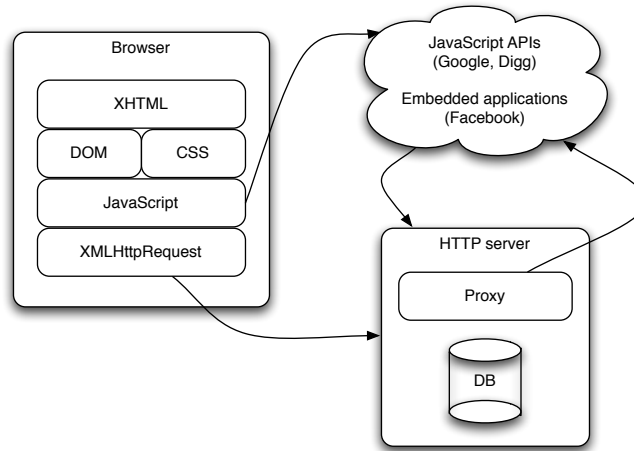 Browser
XHTML
DOM
CSS
JavaScript
XMLHttpRequest
JavaScript APIs
(Google, Digg)
Embedded applications
(Facebook)
HTTP server
Proxy
DB